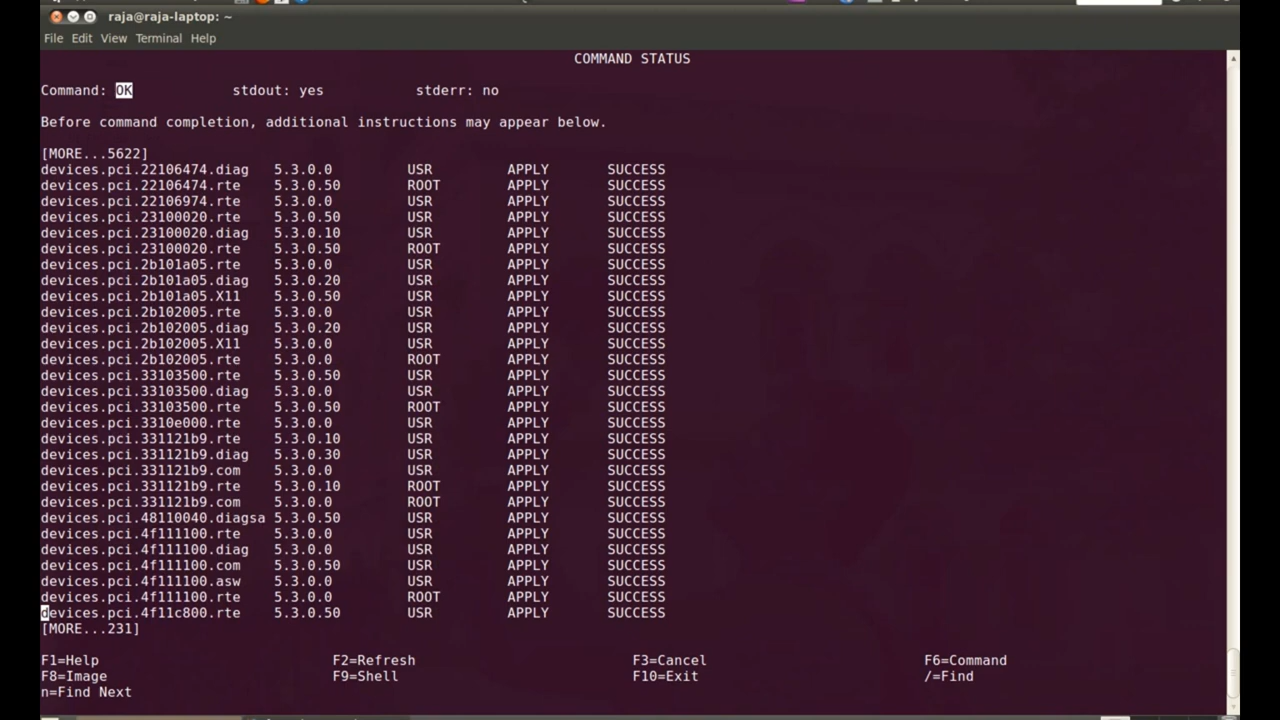 raja@raja-laptop: ~
File Edit View Terminal Help
COMMAND STATUS
Command: OK stdout: yes stderr: no
Before command completion, additional instructions may appear below.
[MORE...5622]
devices.pci.22106474.diag 5.3.0.0 USR APPLY SUCCESS
devices.pci.22106474.rte 5.3.0.50 ROOT APPLY SUCCESS
devices.pci.22106974.rte 5.3.0.0 USR APPLY SUCCESS
devices.pci.23100020.rte 5.3.0.50 USR APPLY SUCCESS
devices.pci.23100020.diag 5.3.0.10 USR APPLY SUCCESS
devices.pci.23100020.rte 5.3.0.50 ROOT APPLY SUCCESS
devices.pci.2b101a05.rte 5.3.0.0 USR APPLY SUCCESS
devices.pci.2b101a05.diag 5.3.0.20 USR APPLY SUCCESS
devices.pci.2b101a05.X11 5.3.0.50 USR APPLY SUCCESS
devices.pci.2b102005.rte 5.3.0.0 USR APPLY SUCCESS
devices.pci.2b102005.diag 5.3.0.20 USR APPLY SUCCESS
devices.pci.2b102005.X11 5.3.0.0 USR APPLY SUCCESS
devices.pci.2b102005.rte 5.3.0.0 ROOT APPLY SUCCESS
devices.pci.33103500.rte 5.3.0.50 USR APPLY SUCCESS
devices.pci.33103500.diag 5.3.0.0 USR APPLY SUCCESS
devices.pci.33103500.rte 5.3.0.50 ROOT APPLY SUCCESS
devices.pci.3310e000.rte 5.3.0.0 USR APPLY SUCCESS
devices.pci.331121b9.rte 5.3.0.10 USR APPLY SUCCESS
devices.pci.331121b9.diag 5.3.0.30 USR APPLY SUCCESS
devices.pci.331121b9.com 5.3.0.0 USR APPLY SUCCESS
devices.pci.331121b9.rte 5.3.0.10 ROOT APPLY SUCCESS
devices.pci.331121b9.com 5.3.0.0 ROOT APPLY SUCCESS
devices.pci.48110040.diagsa 5.3.0.50 USR APPLY SUCCESS
devices.pci.4f111100.rte 5.3.0.0 USR APPLY SUCCESS
devices.pci.4f111100.diag 5.3.0.0 USR APPLY SUCCESS
devices.pci.4f111100.com 5.3.0.50 USR APPLY SUCCESS
devices.pci.4f111100.asw 5.3.0.0 USR APPLY SUCCESS
devices.pci.4f111100.rte 5.3.0.0 ROOT APPLY SUCCESS
devices.pci.4f11c800.rte 5.3.0.50 USR APPLY SUCCESS
[MORE...231]
F1=Help F2=Refresh F3=Cancel F6=Command
F8=Image F9=Shell F10=Exit /=Find
n=Find Next